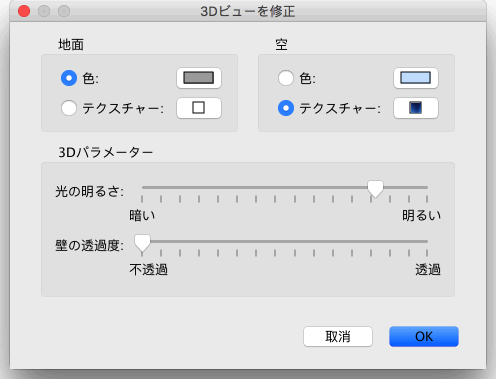 3Dビューを修正
地面
空
色:
色:
テクスチャー:
テクスチャー:
3Dパラメーター
光の明るさ:
暗い 明るい
壁の透過度:
不透過 透過
取消 OK